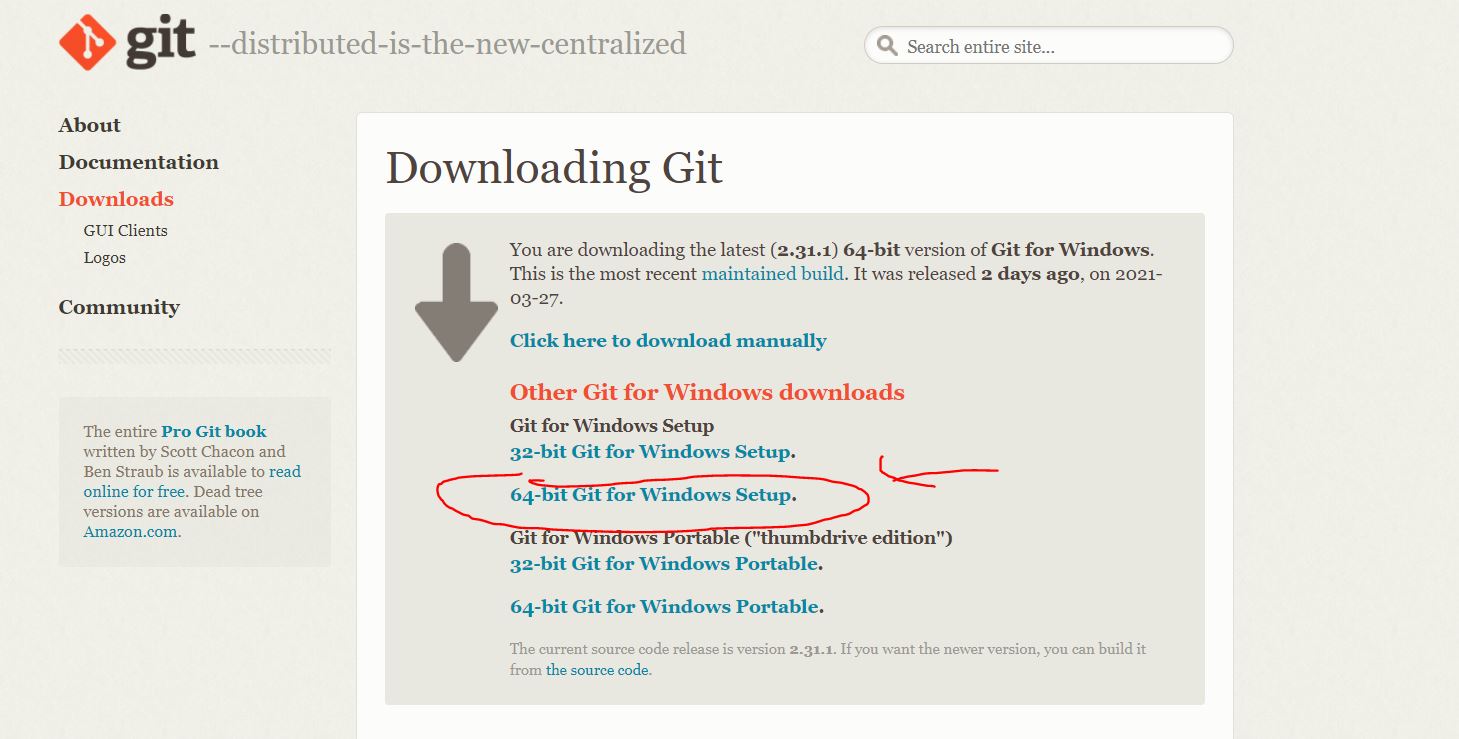 git --distributed-is-the-new-centralized
Search entire site...
About
Documentation
Downloads
GUI Clients
Logos
Community
The entire Pro Git book
written by Scott Chacon and
Ben Straub is available to read
online for free. Dead tree
versions are available on
Amazon.com.
Downloading Git
You are downloading the latest (2.31.1) 64-bit version of Git for Windows.
This is the most recent maintained build. It was released 2 days ago, on 2021-
03-27.
Click here to download manually
Other Git for Windows downloads
Git for Windows Setup
32-bit Git for Windows Setup.
64-bit Git for Windows Setup.
Git for Windows Portable ("thumbdrive edition")
32-bit Git for Windows Portable.
64-bit Git for Windows Portable.
The current source code release is version 2.31.1. If you want the newer version, you can build it
from the source code.